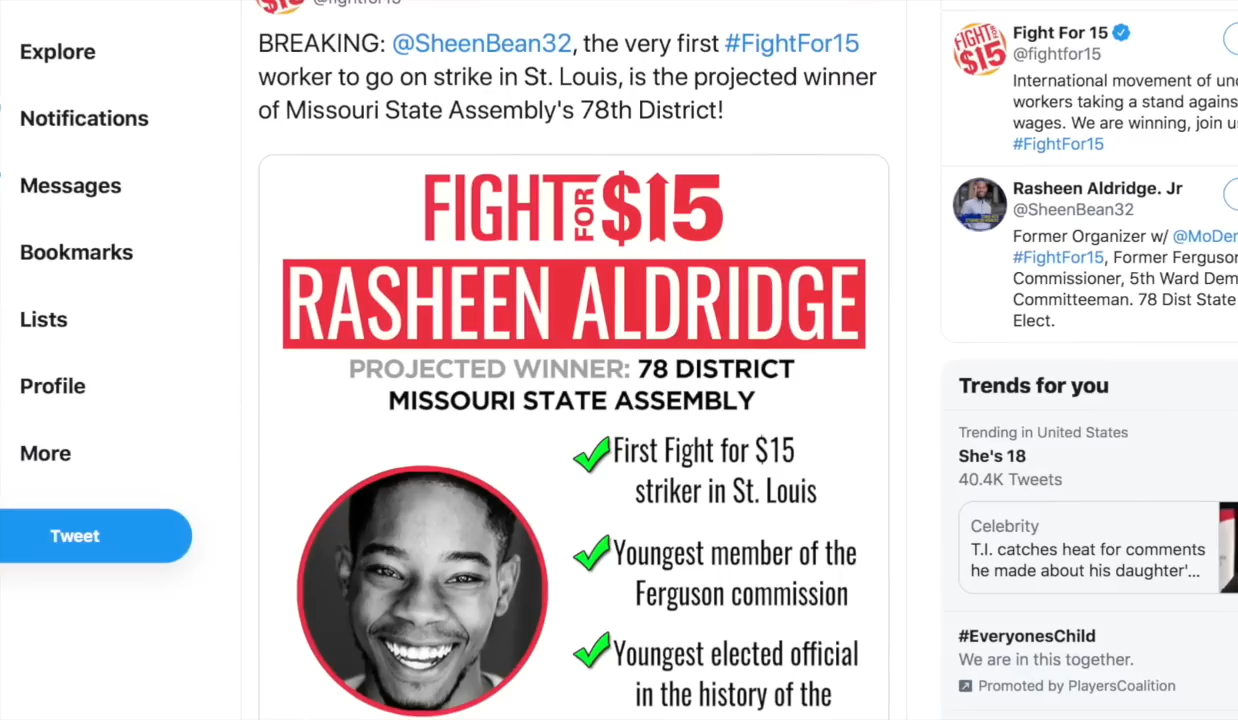 @fightfor15
Explore
Notifications
Messages
Bookmarks
Lists
Profile
More
Tweet
BREAKING: @SheenBean32, the very first #FightFor15
worker to go on strike in St. Louis, is the projected winner
of Missouri State Assembly's 78th District!
FIGHT FOR $15
RASHEEN ALDRIDGE
PROJECTED WINNER: 78 DISTRICT
MISSOURI STATE ASSEMBLY
First Fight for $15
striker in St. Louis
Youngest member of the
Ferguson commission
Youngest elected official
in the history of the
FIGHT FOR $15
Fight For 15
@fightfor15
International movement of un
workers taking a stand agains
wages. We are winning, join u
#FightFor15
Rasheen Aldridge. Jr
@SheenBean32
Former Organizer w/ @MoDer
#FightFor15, Former Ferguson
Commissioner, 5th Ward Dem
Committeeman. 78 Dist State
Elect.
Trends for you
Trending in United States
She's 18
40.4K Tweets
Celebrity
T.I. catches heat for comments
he made about his daughter'...
#EveryonesChild
We are in this together.
Promoted by PlayersCoalition